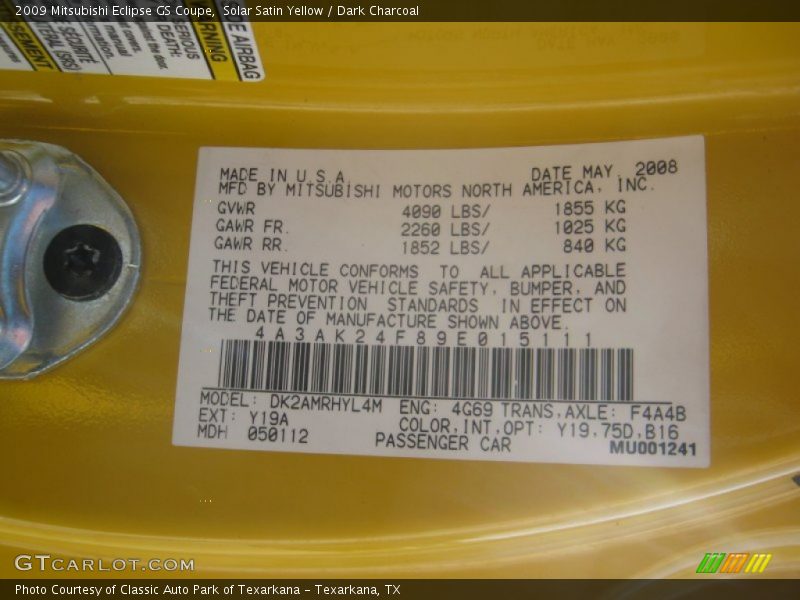 2009 Mitsubishi Eclipse GS Coupe, Solar Satin Yellow / Dark Charcoal
SIDE AIRBAG
WARNING
SERIOUS
DEATH:
MADE IN U.S.A. DATE MAY, 2008
MFD BY MITSUBISHI MOTORS NORTH AMERICA, INC.
GVWR 4090 LBS/ 1855 KG
GAWR FR. 2260 LBS/ 1025 KG
GAWR RR. 1852 LBS/ 840 KG
THIS VEHICLE CONFORMS TO ALL APPLICABLE
FEDERAL MOTOR VEHICLE SAFETY, BUMPER, AND
THEFT PREVENTION STANDARDS IN EFFECT ON
THE DATE OF MANUFACTURE SHOWN ABOVE.
4A3AK24F89E015111
MODEL: DK2AMRHYL4M ENG: 4G69 TRANS.AXLE: F4A4B
EXT: Y19A COLOR.INT.OPT: Y19.75D.B16
MDH 050112 PASSENGER CAR MU001241
GTCARLOT.COM
Photo Courtesy of Classic Auto Park of Texarkana – Texarkana, TX